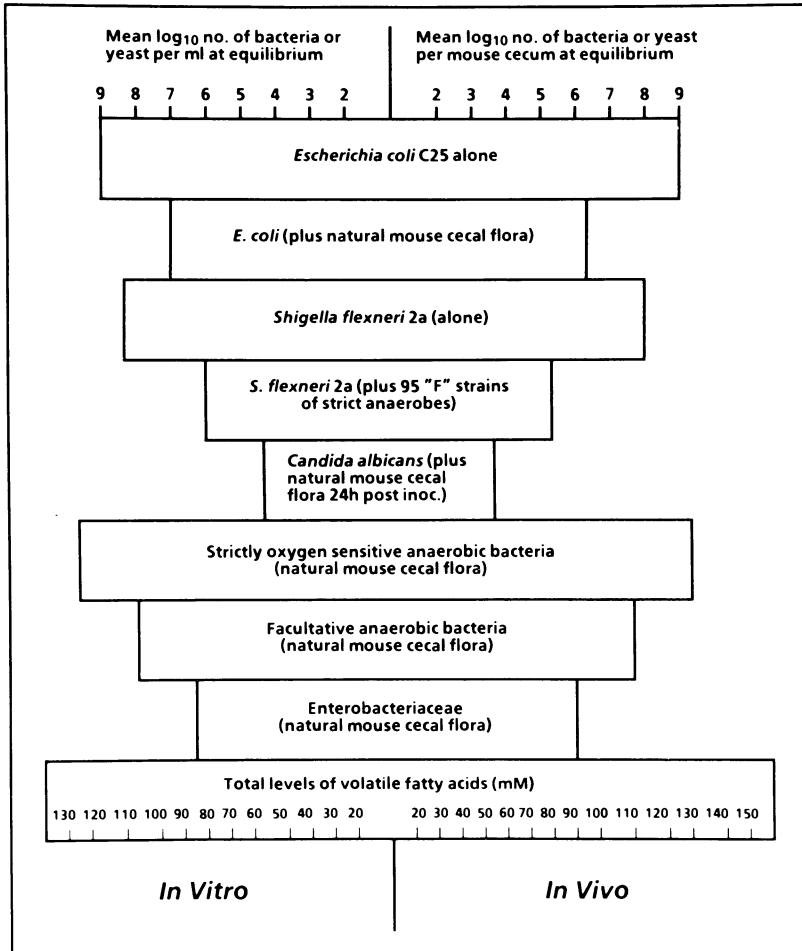 Mean log10 no. of bacteria or
yeast per ml at equilibrium
Mean log10 no. of bacteria or yeast
per mouse cecum at equilibrium
9 8 7 6 5 4 3 2
2 3 4 5 6 7 8 9
Escherichia coli C25 alone
E. coli (plus natural mouse cecal flora)
Shigella flexneri 2a (alone)
S. flexneri 2a (plus 95 "F" strains
of strict anaerobes)
Candida albicans (plus
natural mouse cecal
flora 24h post inoc.)
Strictly oxygen sensitive anaerobic bacteria
(natural mouse cecal flora)
Facultative anaerobic bacteria
(natural mouse cecal flora)
Enterobacteriaceae
(natural mouse cecal flora)
Total levels of volatile fatty acids (mM)
130 120 110 100 90 80 70 60 50 40 30 20
20 30 40 50 60 70 80 90 100 110 120 130 140 150
In Vitro
In Vivo